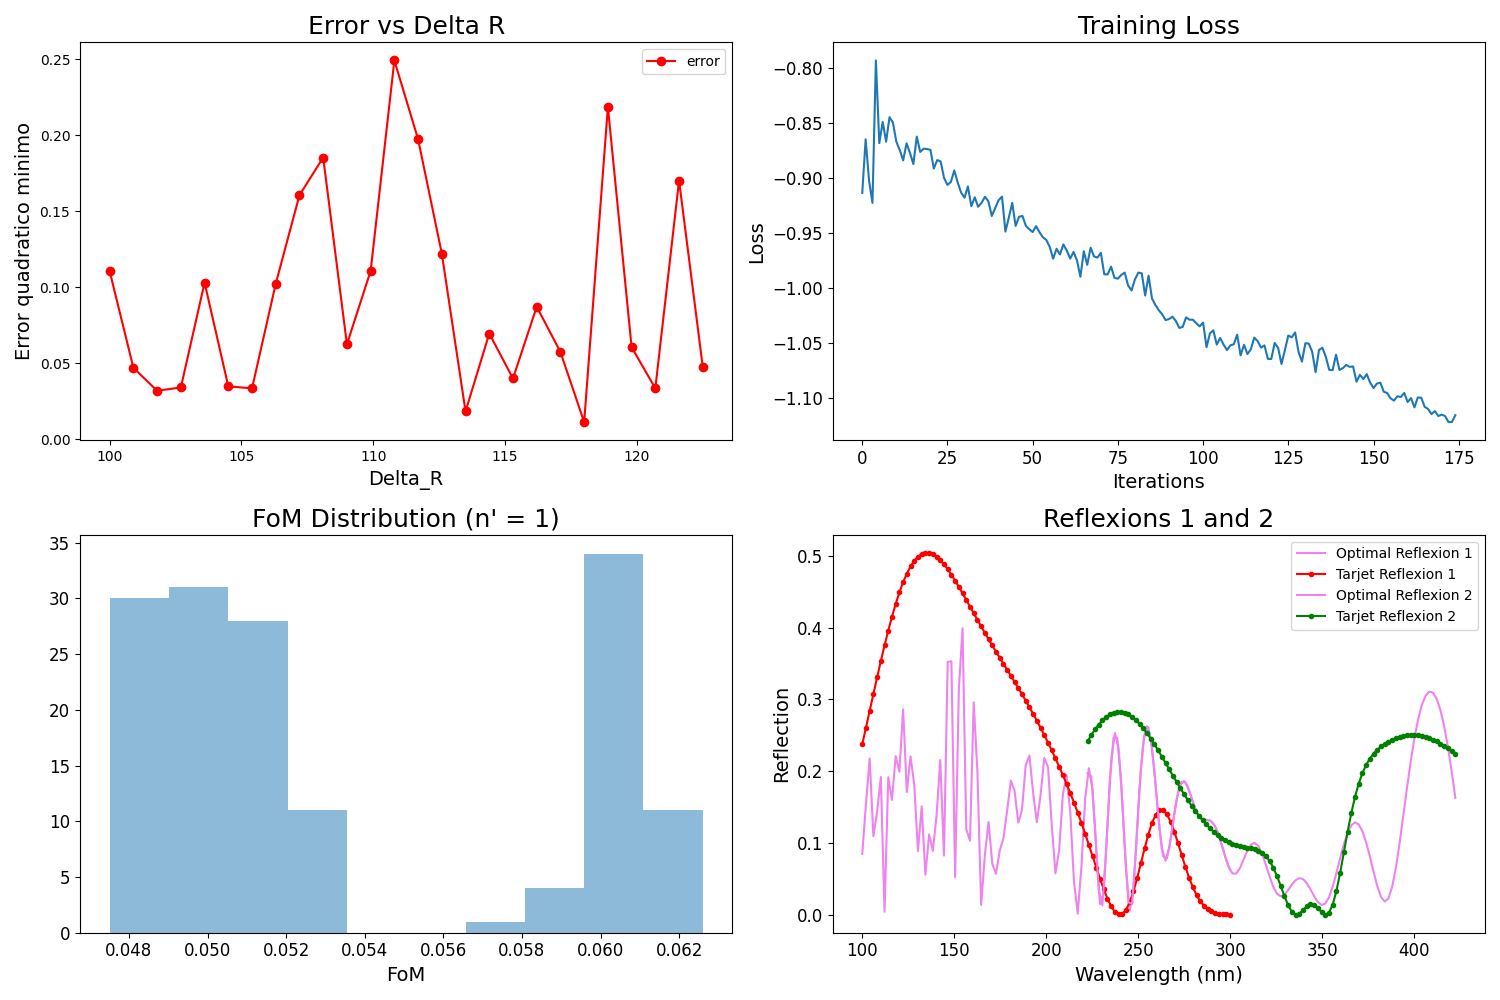 Error vs Delta R
error
Error quadratico minimo
0.25
0.20
0.15
0.10
0.05
0.00
100 105 110 115 120
Delta_R
Training Loss
Loss
−0.80
−0.85
−0.90
−0.95
−1.00
−1.05
−1.10
0 25 50 75 100 125 150 175
Iterations
FoM Distribution (n' = 1)
35
30
25
20
15
10
5
0
0.048 0.050 0.052 0.054 0.056 0.058 0.060 0.062
FoM
Reflexions 1 and 2
Optimal Reflexion 1
Tarjet Reflexion 1
Optimal Reflexion 2
Tarjet Reflexion 2
Reflection
0.5
0.4
0.3
0.2
0.1
0.0
100 150 200 250 300 350 400
Wavelength (nm)